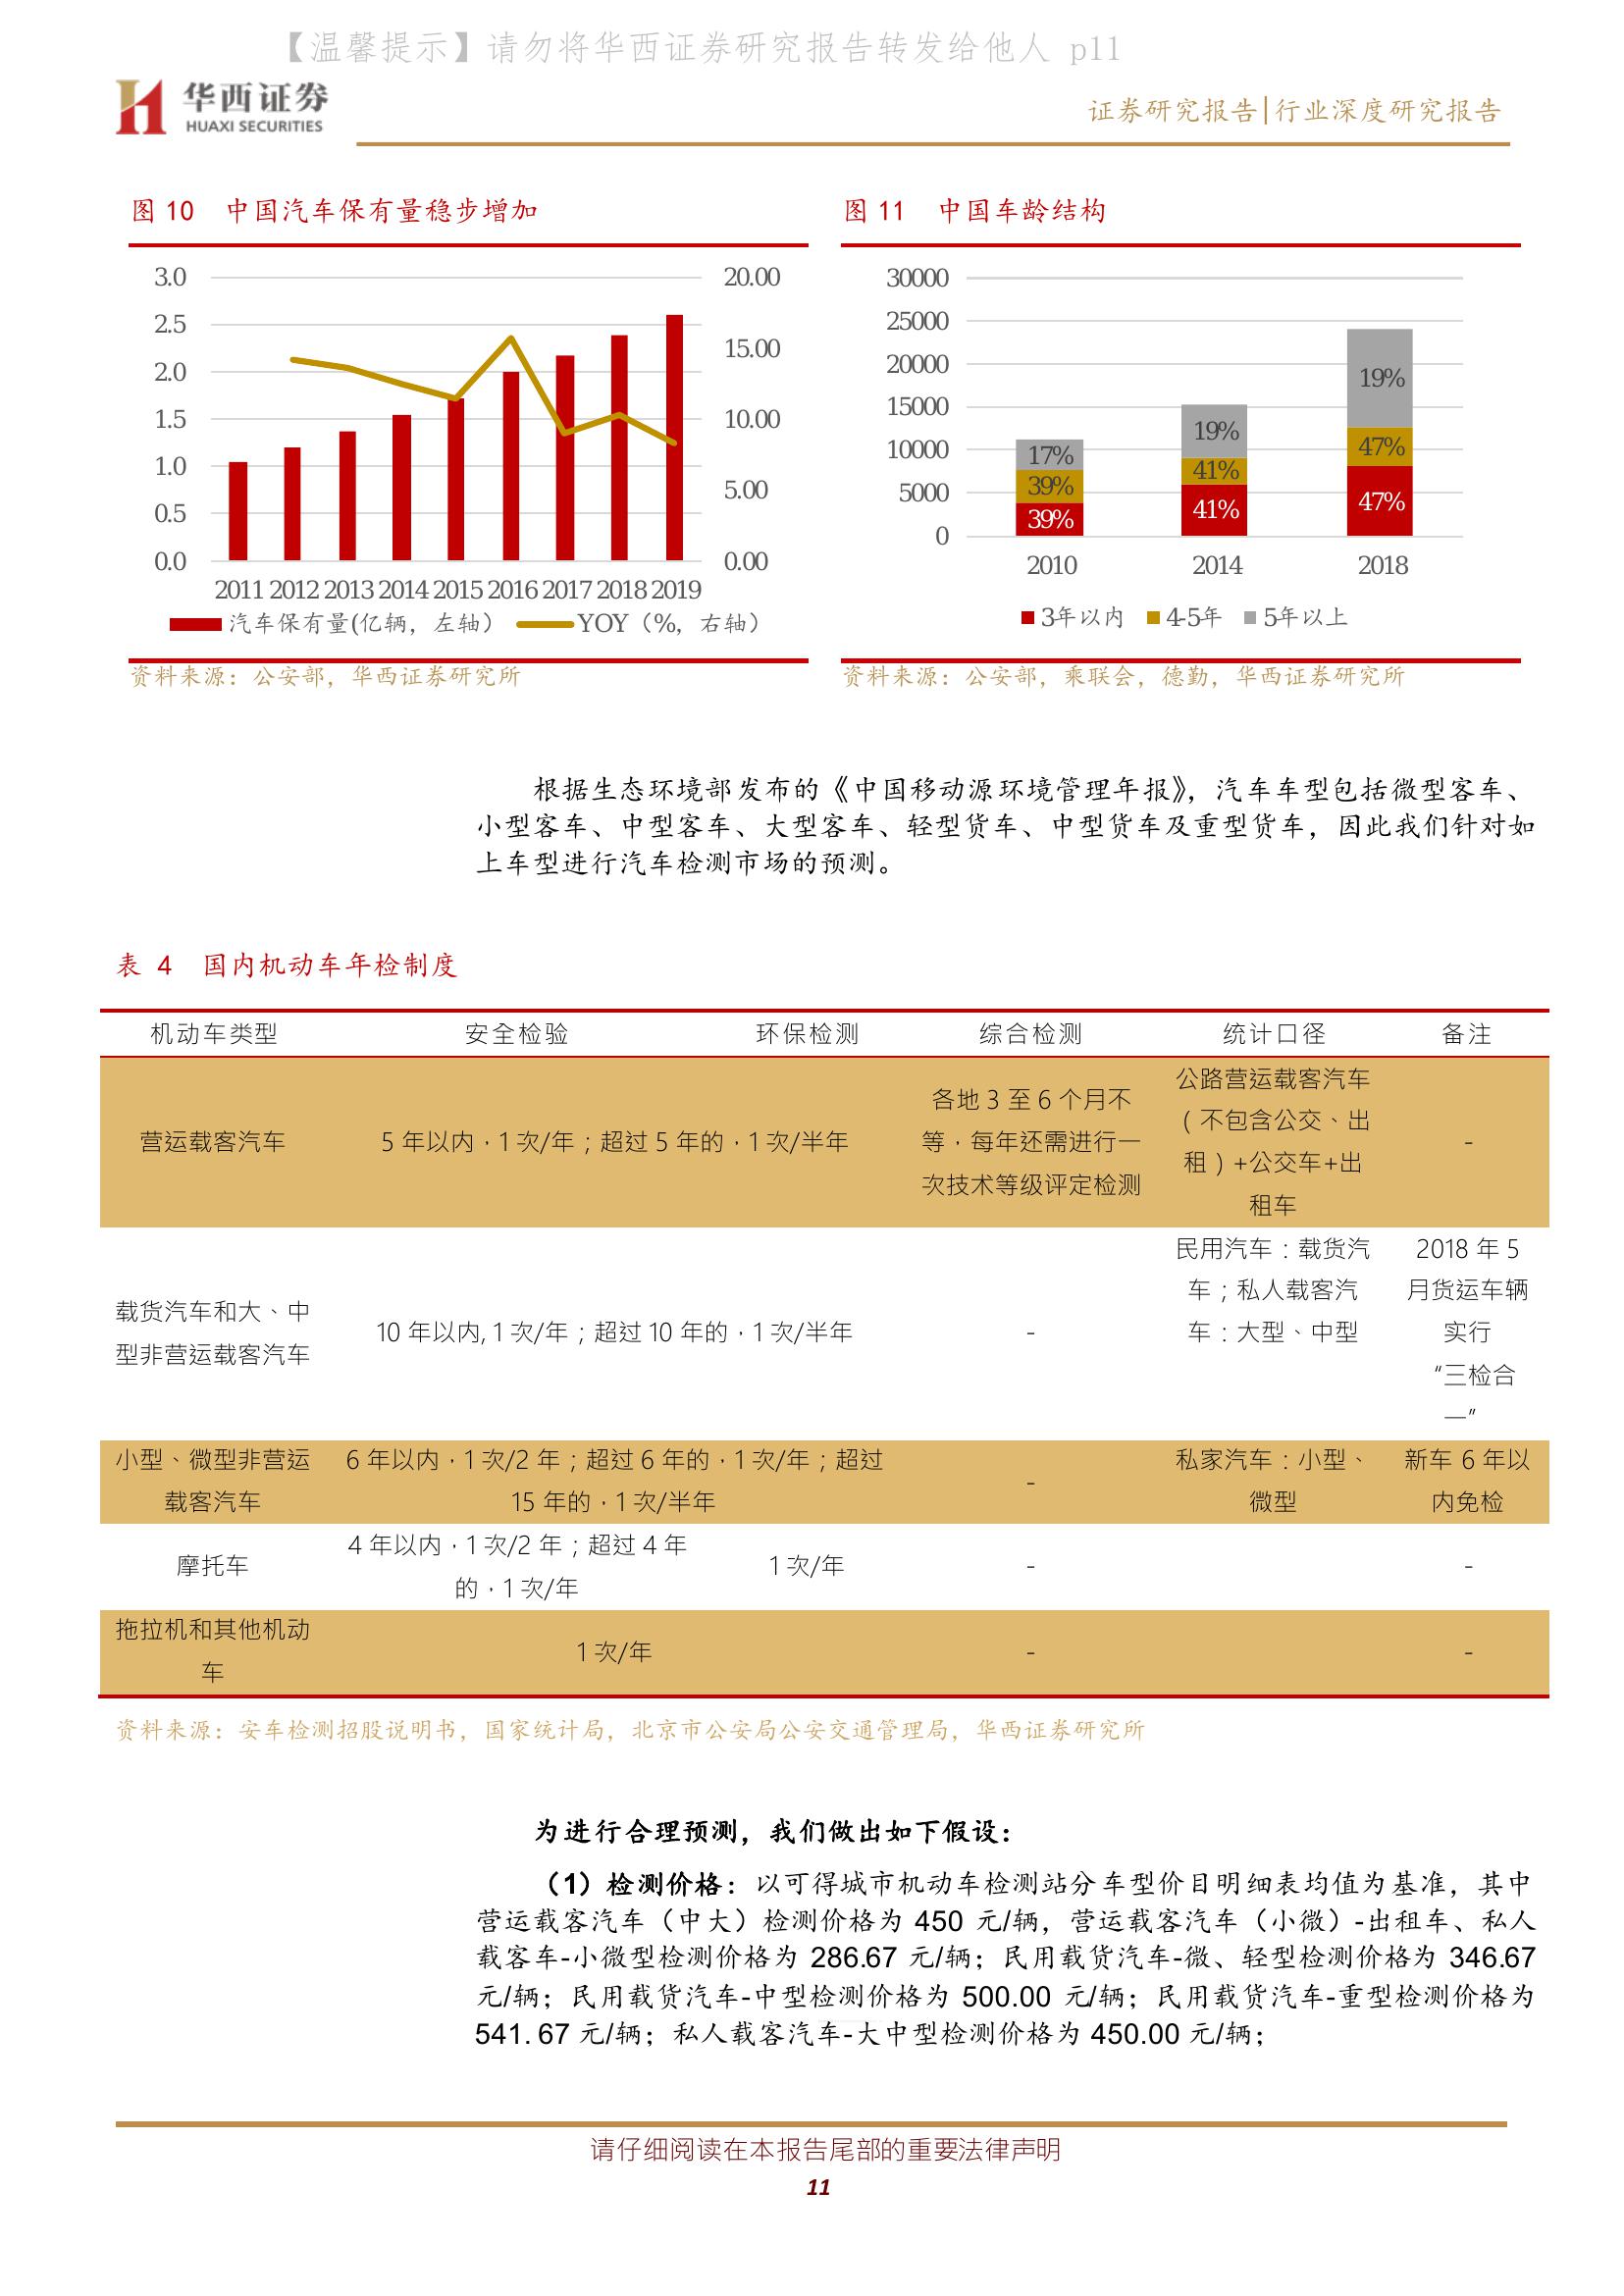 【温馨提示】请勿将华西证券研究报告转发给他人 p11
华西证券
HUAXI SECURITIES
证券研究报告|行业深度研究报告
图 10 中国汽车保有量稳步增加
3.0
2.5
2.0
1.5
1.0
0.5
0.0
20.00
15.00
10.00
5.00
0.00
2011 2012 2013 2014 2015 2016 2017 2018 2019
汽车保有量(亿辆，左轴） YOY（%，右轴）
资料来源：公安部，华西证券研究所
图 11 中国车龄结构
30000
25000
20000
15000
10000
5000
0
17%
39%
39%
19%
41%
41%
19%
47%
47%
2010 2014 2018
3年以内 4-5年 5年以上
资料来源：公安部，乘联会，德勤，华西证券研究所
根据生态环境部发布的《中国移动源环境管理年报》，汽车车型包括微型客车、
小型客车、中型客车、大型客车、轻型货车、中型货车及重型货车，因此我们针对如
上车型进行汽车检测市场的预测。
表 4 国内机动车年检制度
机动车类型 安全检验 环保检测 综合检测 统计口径 备注
营运载客汽车
5 年以内，1 次/年；超过 5 年的，1 次/半年
各地 3 至 6 个月不
等，每年还需进行一
次技术等级评定检测
公路营运载客汽车
（不包含公交、出
租）+公交车+出
租车
-
载货汽车和大、中
型非营运载客汽车
10 年以内, 1 次/年；超过 10 年的，1 次/半年
-
民用汽车：载货汽
车；私人载客汽
车：大型、中型
2018 年 5
月货运车辆
实行
“三检合
一”
小型、微型非营运
载客汽车
6 年以内，1 次/2 年；超过 6 年的，1 次/年；超过
15 年的，1 次/半年
-
私家汽车：小型、
微型
新车 6 年以
内免检
摩托车
4 年以内，1 次/2 年；超过 4 年
的，1 次/年
1 次/年
-
-
拖拉机和其他机动
车
1 次/年
-
-
资料来源：安车检测招股说明书，国家统计局，北京市公安局公安交通管理局，华西证券研究所
为进行合理预测，我们做出如下假设：
（1）检测价格：以可得城市机动车检测站分车型价目明细表均值为基准，其中
营运载客汽车（中大）检测价格为 450 元/辆，营运载客汽车（小微）-出租车、私人
载客车-小微型检测价格为 286.67 元/辆；民用载货汽车-微、轻型检测价格为 346.67
元/辆；民用载货汽车-中型检测价格为 500.00 元/辆；民用载货汽车-重型检测价格为
541. 67 元/辆；私人载客汽车-大中型检测价格为 450.00 元/辆；
请仔细阅读在本报告尾部的重要法律声明
11